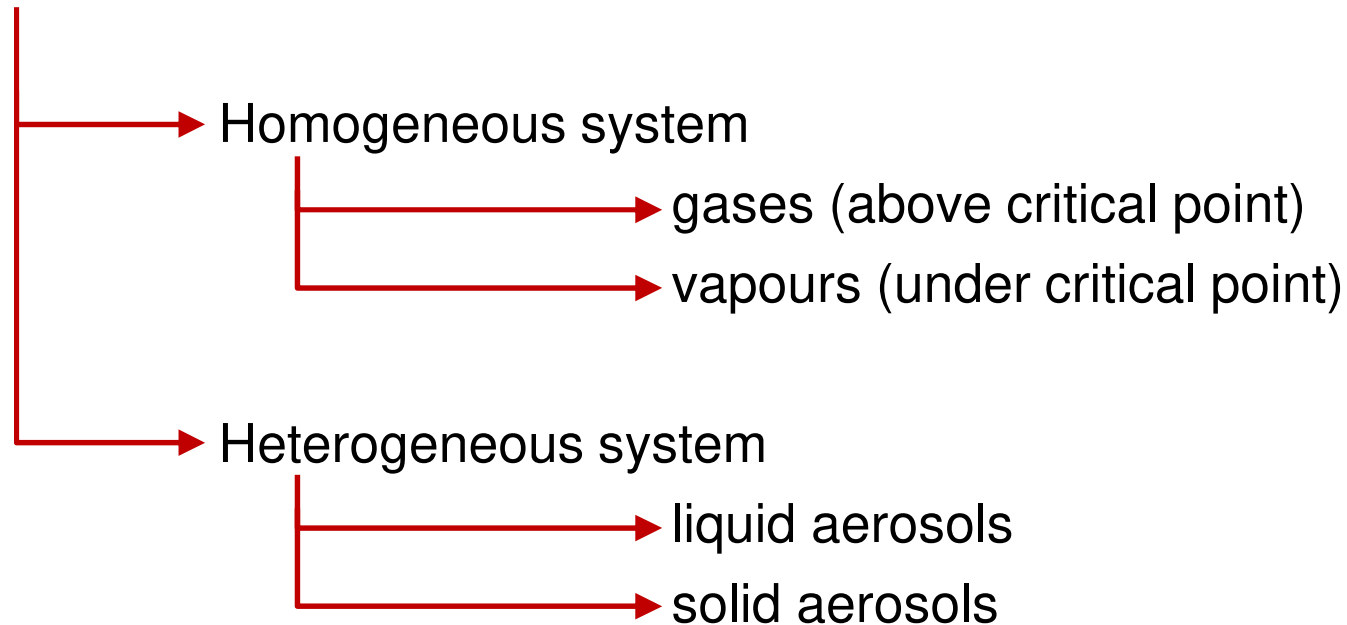 Homogeneous system
gases (above critical point)
vapours (under critical point)
Heterogeneous system
liquid aerosols
solid aerosols